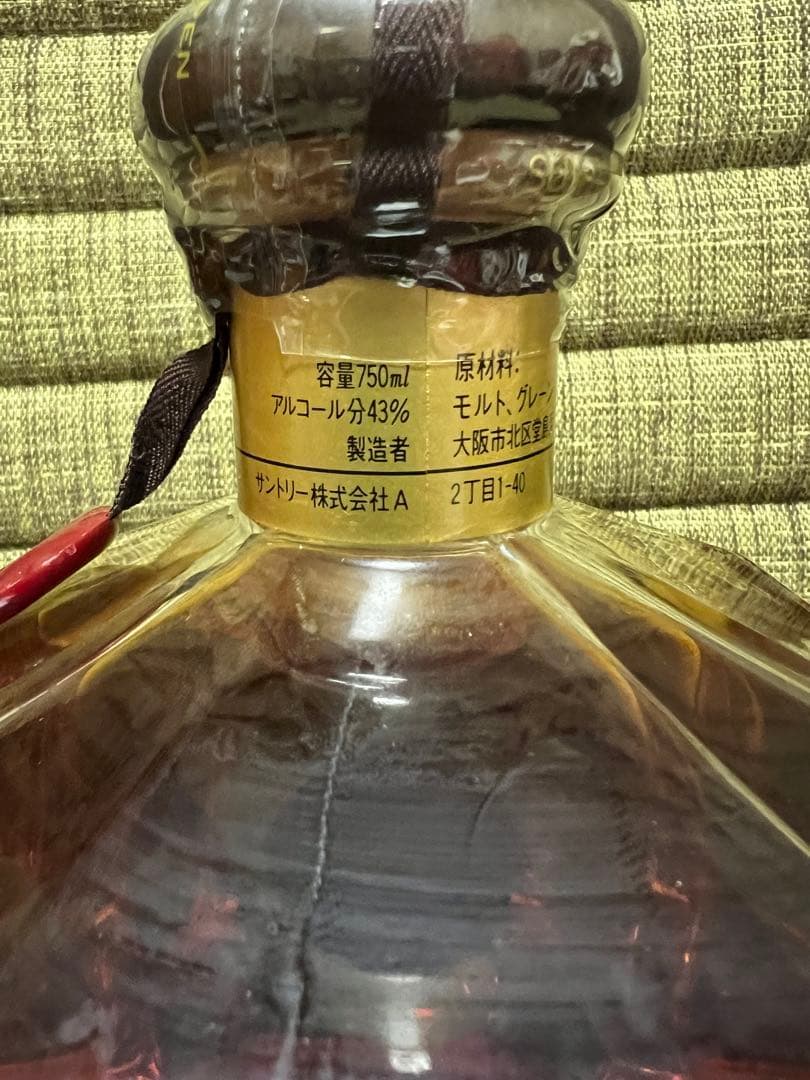 容量750ml
アルコール分43%
製造者
サントリー株式会社A
原材料:
モルト、グレーン
大阪市北区堂島
2丁目1-40